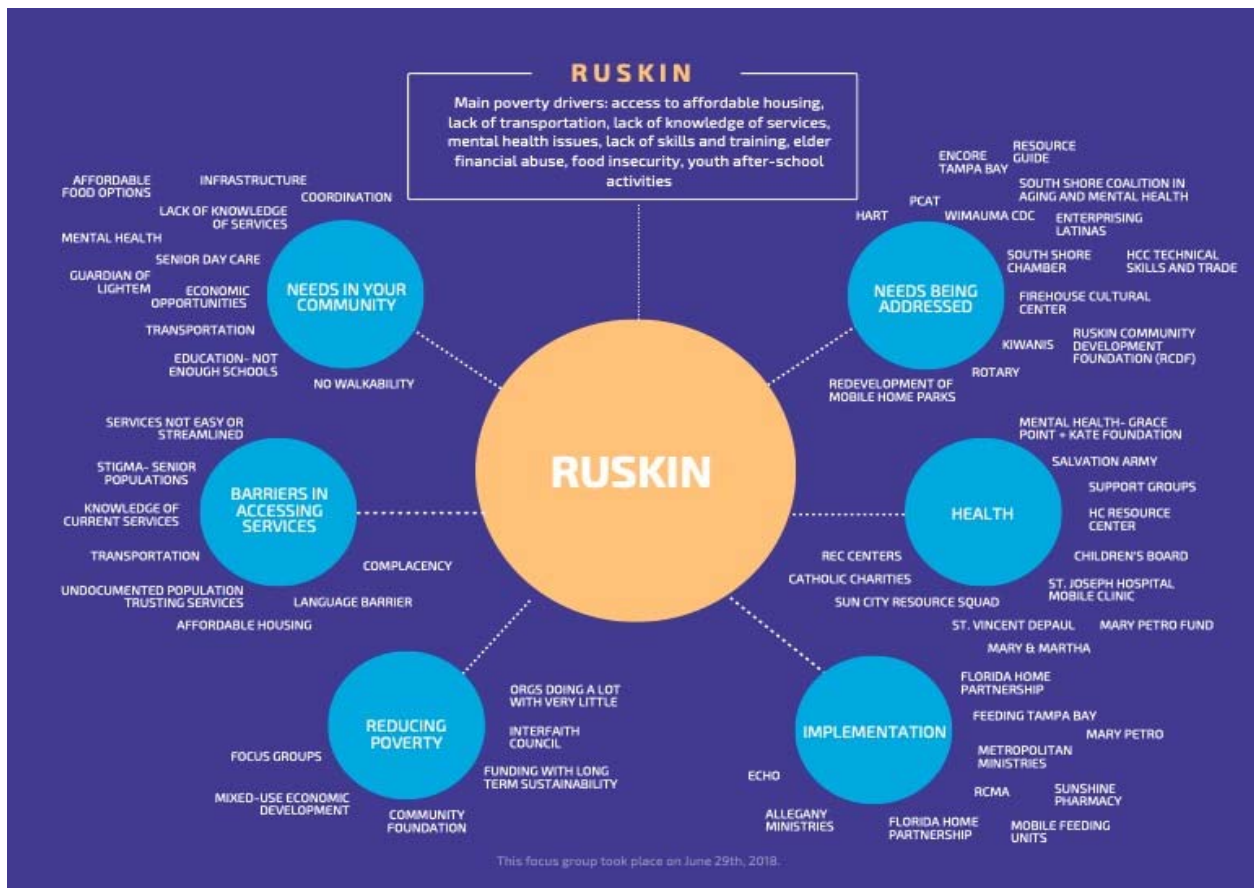 RUSKIN
Main poverty drivers: access to affordable housing,
lack of transportation, lack of knowledge of services,
mental health issues, lack of skills and training, elder
financial abuse, food insecurity, youth after-school
activities
AFFORDABLE
FOOD OPTIONS
INFRASTRUCTURE
COORDINATION
LACK OF KNOWLEDGE
OF SERVICES
MENTAL HEALTH
SENIOR DAY CARE
GUARDIAN OF
LIGHTEM
ECONOMIC
OPPORTUNITIES
TRANSPORTATION
EDUCATION- NOT
ENOUGH SCHOOLS
NO WALKABILITY
NEEDS IN YOUR
COMMUNITY
ENCORE
TAMPA BAY
RESOURCE
GUIDE
SOUTH SHORE COALITION IN
AGING AND MENTAL HEALTH
PCAT
HART
WIMAUMA CDC
ENTERPRISING
LATINAS
SOUTH SHORE
CHAMBER
HCC TECHNICAL
SKILLS AND TRADE
NEEDS BEING
ADDRESSED
FIREHOUSE CULTURAL
CENTER
KIWANIS
RUSKIN COMMUNITY
DEVELOPMENT
FOUNDATION (RCDF)
ROTARY
REDEVELOPMENT OF
MOBILE HOME PARKS
RUSKIN
SERVICES NOT EASY OR
STREAMLINED
STIGMA- SENIOR
POPULATIONS
KNOWLEDGE OF
CURRENT SERVICES
TRANSPORTATION
UNDOCUMENTED POPULATION
TRUSTING SERVICES
AFFORDABLE HOUSING
LANGUAGE BARRIER
COMPLACENCY
BARRIERS IN
ACCESSING
SERVICES
MENTAL HEALTH- GRACE
POINT + KATE FOUNDATION
SALVATION ARMY
SUPPORT GROUPS
HC RESOURCE
CENTER
HEALTH
CHILDREN'S BOARD
REC CENTERS
CATHOLIC CHARITIES
ST. JOSEPH HOSPITAL
MOBILE CLINIC
SUN CITY RESOURCE SQUAD
ST. VINCENT DEPAUL
MARY PETRO FUND
MARY & MARTHA
REDUCING
POVERTY
ORGS DOING A LOT
WITH VERY LITTLE
INTERFAITH
COUNCIL
FUNDING WITH LONG
TERM SUSTAINABILITY
FOCUS GROUPS
MIXED-USE ECONOMIC
DEVELOPMENT
COMMUNITY
FOUNDATION
IMPLEMENTATION
FLORIDA HOME
PARTNERSHIP
FEEDING TAMPA BAY
MARY PETRO
METROPOLITAN
MINISTRIES
RCMA
SUNSHINE
PHARMACY
ECHO
ALLEGANY
MINISTRIES
FLORIDA HOME
PARTNERSHIP
MOBILE FEEDING
UNITS
This focus group took place on June 29th, 2018.